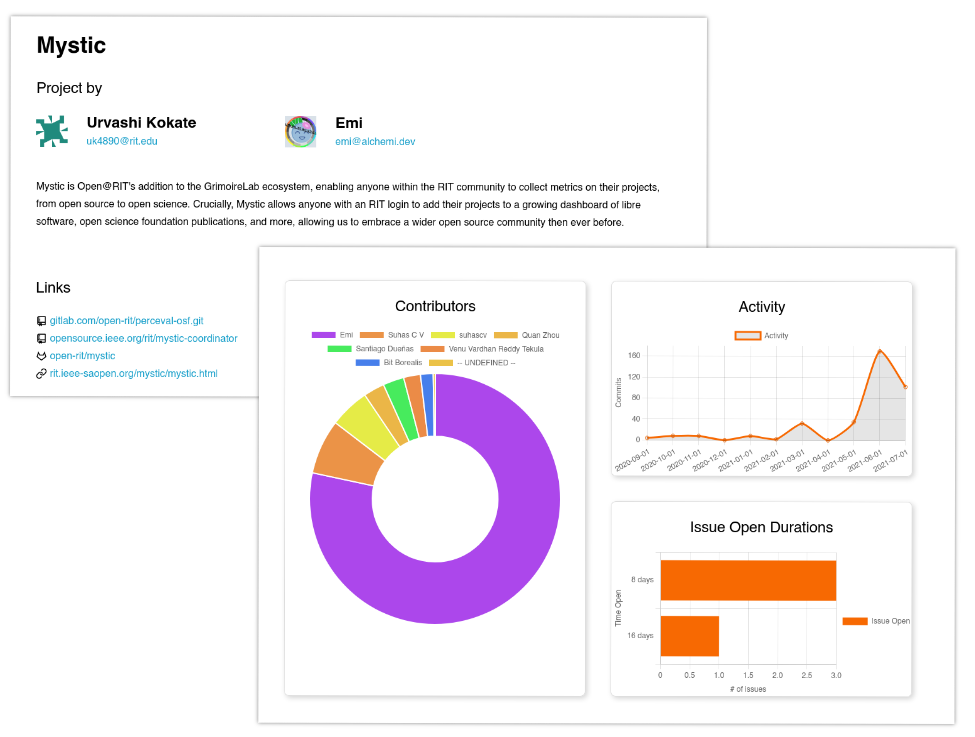 Mystic
Project by
Urvashi Kokate
uk4890@rit.edu
Emi
emi@alchemi.dev
Mystic is Open@RIT's addition to the GrimoireLab ecosystem, enabling anyone within the RIT community to collect metrics on their projects,
from open source to open science. Crucially, Mystic allows anyone with an RIT login to add their projects to a growing dashboard of libre
software, open science foundation publications, and more, allowing us to embrace a wider open source community then ever before.
Links
gitlab.com/open-rit/perceval-osf.git
opensource.ieee.org/rit/mystic-coordinator
open-rit/mystic
rit.ieee-saopen.org/mystic/mystic.html
Contributors
Emi Suhas C V suhascv Quan Zhou
Santiago Dueñas Venu Vardhan Reddy Tekula
Bit Borealis -- UNDEFINED --
Activity
Activity
Commits
160
120
80
40
0
2020-09-01 2020-10-01 2020-11-01 2020-12-01 2021-01-01 2021-02-01 2021-03-01 2021-04-01 2021-05-01 2021-06-01 2021-07-01
Issue Open Durations
Time Open
8 days
16 days
Issue Open
0 0.5 1.0 1.5 2.0 2.5 3.0
# of issues